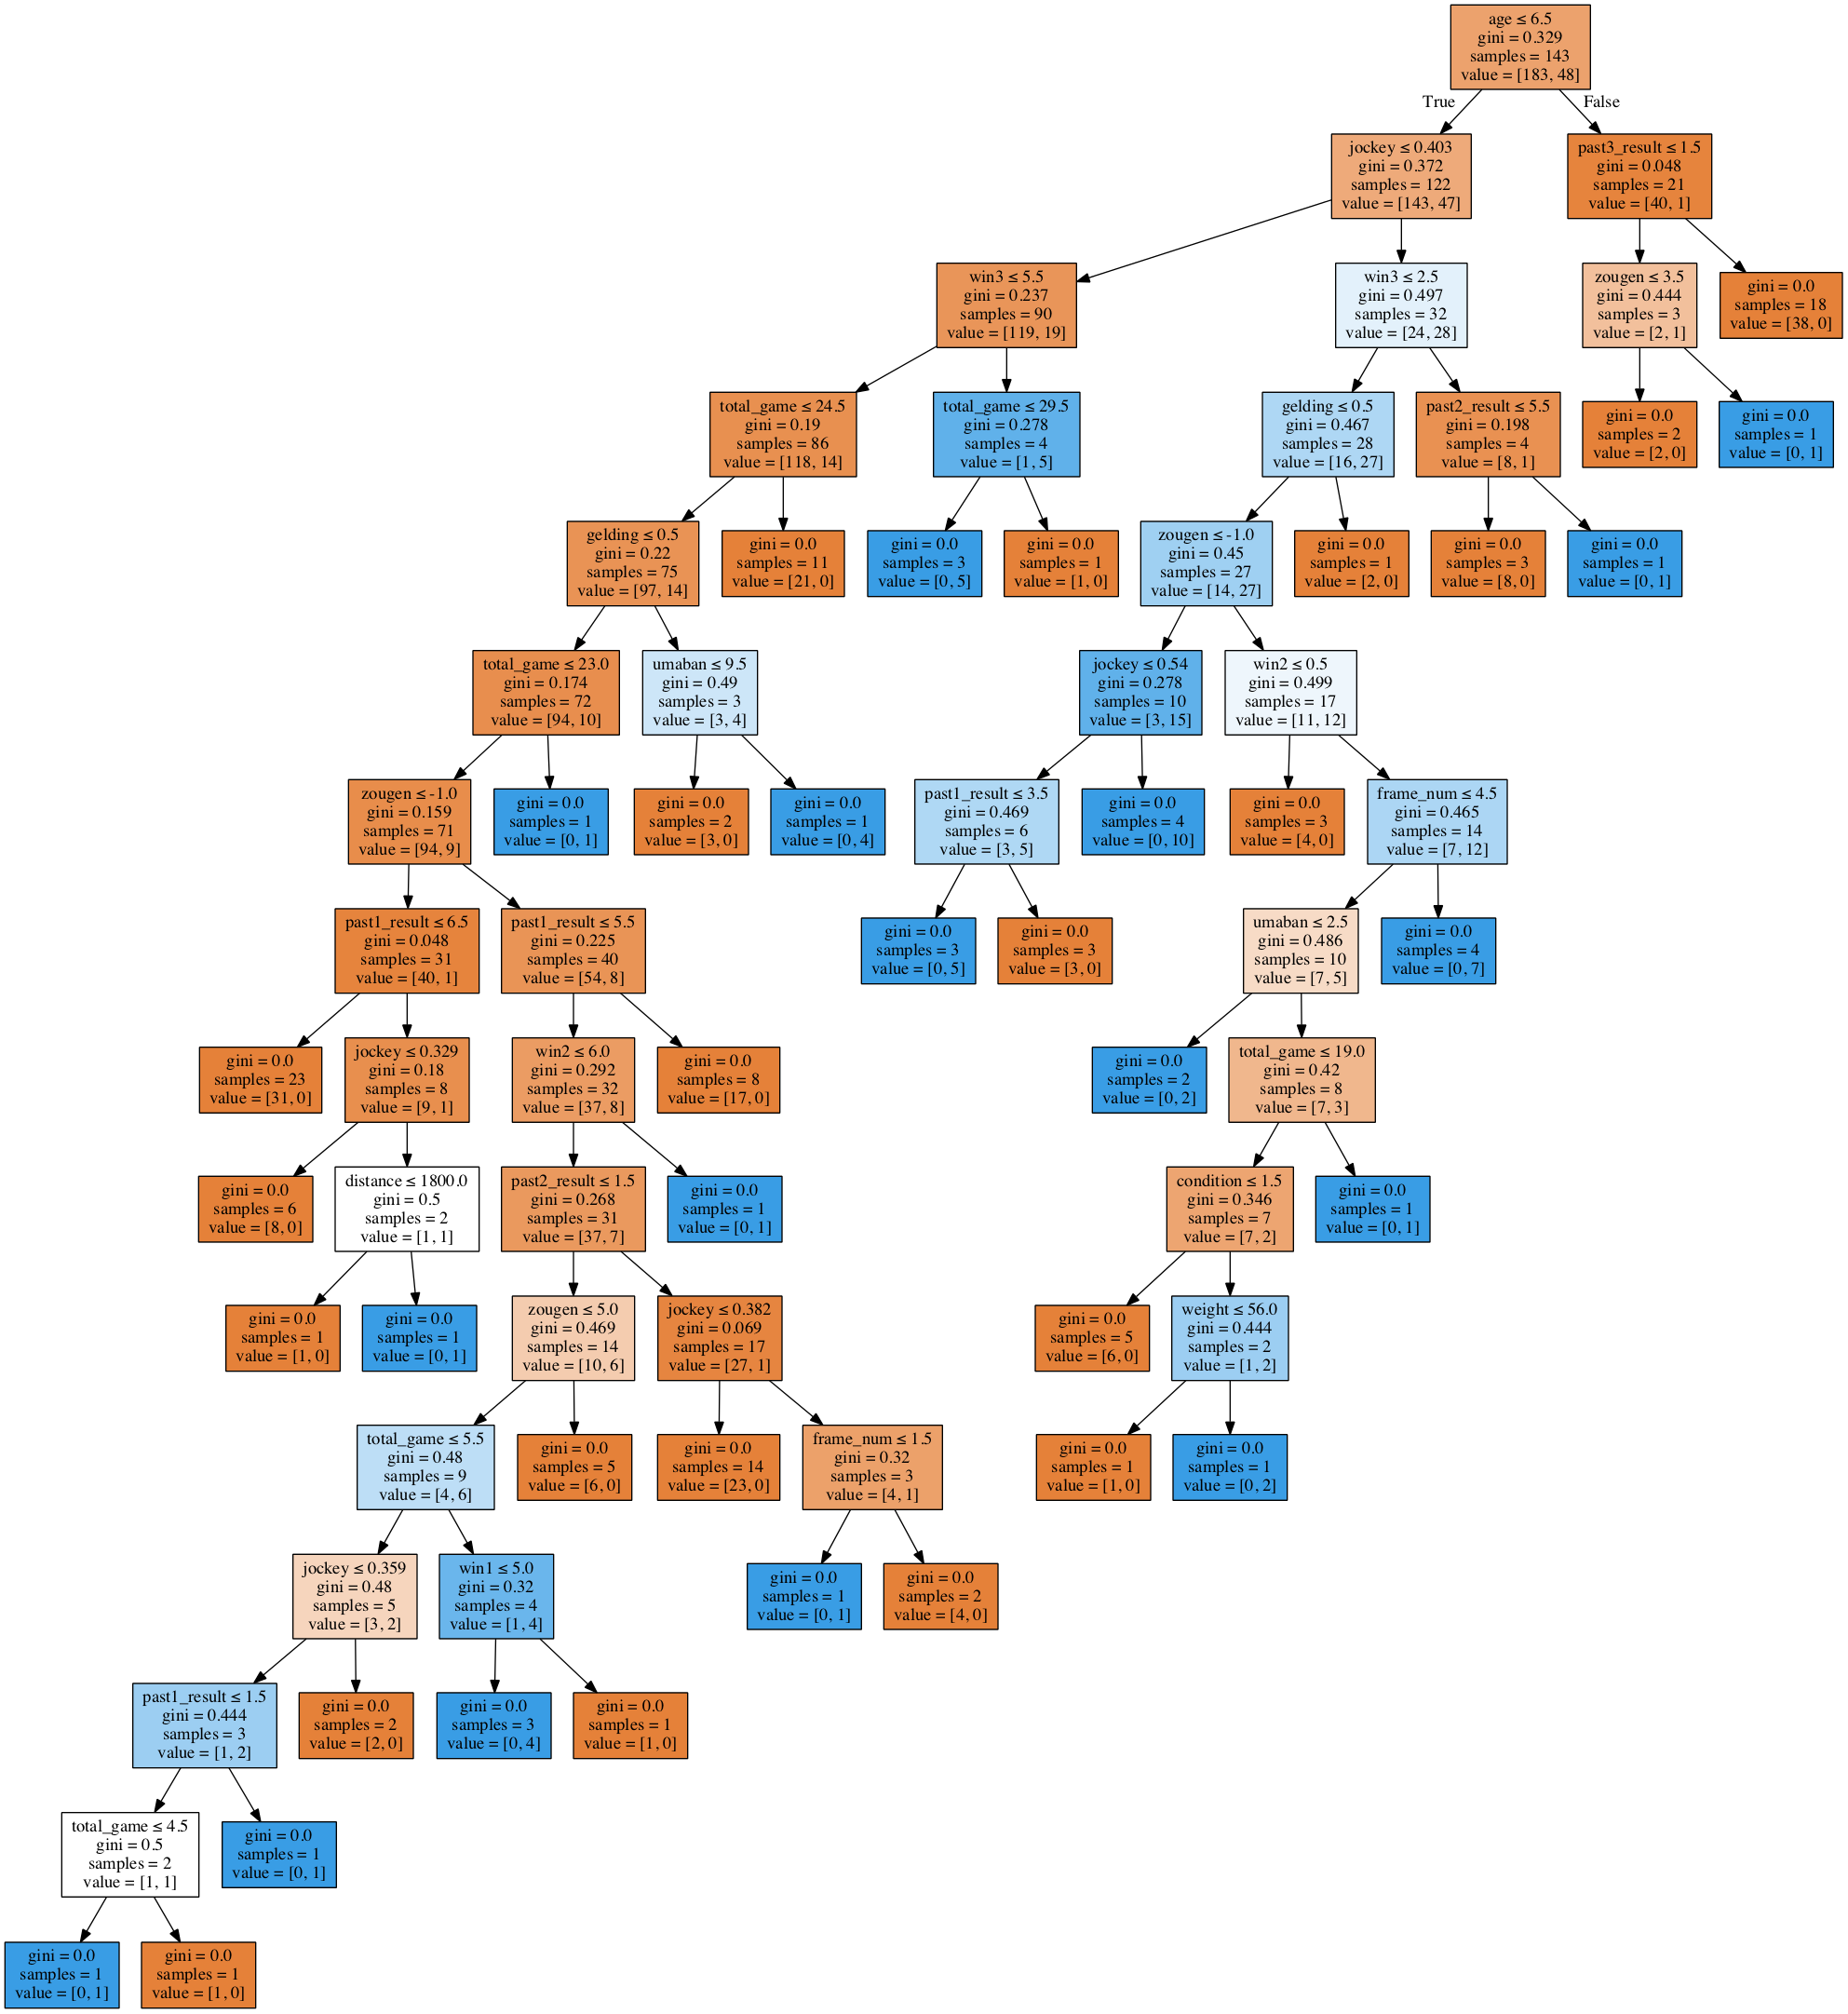 age ≤ 6.5
gini = 0.329
samples = 143
value = [183, 48]
True
False
jockey ≤ 0.403
gini = 0.372
samples = 122
value = [143, 47]
past3_result ≤ 1.5
gini = 0.048
samples = 21
value = [40, 1]
win3 ≤ 5.5
gini = 0.237
samples = 90
value = [119, 19]
win3 ≤ 2.5
gini = 0.497
samples = 32
value = [24, 28]
zougen ≤ 3.5
gini = 0.444
samples = 3
value = [2, 1]
gini = 0.0
samples = 18
value = [38, 0]
total_game ≤ 24.5
gini = 0.19
samples = 86
value = [118, 14]
total_game ≤ 29.5
gini = 0.278
samples = 4
value = [1, 5]
gelding ≤ 0.5
gini = 0.467
samples = 28
value = [16, 27]
past2_result ≤ 5.5
gini = 0.198
samples = 4
value = [8, 1]
gini = 0.0
samples = 2
value = [2, 0]
gini = 0.0
samples = 1
value = [0, 1]
gelding ≤ 0.5
gini = 0.22
samples = 75
value = [97, 14]
gini = 0.0
samples = 11
value = [21, 0]
gini = 0.0
samples = 3
value = [0, 5]
gini = 0.0
samples = 1
value = [1, 0]
zougen ≤ -1.0
gini = 0.45
samples = 27
value = [14, 27]
gini = 0.0
samples = 1
value = [2, 0]
gini = 0.0
samples = 3
value = [8, 0]
gini = 0.0
samples = 1
value = [0, 1]
total_game ≤ 23.0
gini = 0.174
samples = 72
value = [94, 10]
umaban ≤ 9.5
gini = 0.49
samples = 3
value = [3, 4]
jockey ≤ 0.54
gini = 0.278
samples = 10
value = [3, 15]
win2 ≤ 0.5
gini = 0.499
samples = 17
value = [11, 12]
zougen ≤ -1.0
gini = 0.159
samples = 71
value = [94, 9]
gini = 0.0
samples = 1
value = [0, 1]
gini = 0.0
samples = 2
value = [3, 0]
gini = 0.0
samples = 1
value = [0, 4]
past1_result ≤ 3.5
gini = 0.469
samples = 6
value = [3, 5]
gini = 0.0
samples = 4
value = [0, 10]
gini = 0.0
samples = 3
value = [4, 0]
frame_num ≤ 4.5
gini = 0.465
samples = 14
value = [7, 12]
past1_result ≤ 6.5
gini = 0.048
samples = 31
value = [40, 1]
past1_result ≤ 5.5
gini = 0.225
samples = 40
value = [54, 8]
gini = 0.0
samples = 3
value = [0, 5]
gini = 0.0
samples = 3
value = [3, 0]
umaban ≤ 2.5
gini = 0.486
samples = 10
value = [7, 5]
gini = 0.0
samples = 4
value = [0, 7]
gini = 0.0
samples = 23
value = [31, 0]
jockey ≤ 0.329
gini = 0.18
samples = 8
value = [9, 1]
win2 ≤ 6.0
gini = 0.292
samples = 32
value = [37, 8]
gini = 0.0
samples = 8
value = [17, 0]
gini = 0.0
samples = 2
value = [0, 2]
total_game ≤ 19.0
gini = 0.42
samples = 8
value = [7, 3]
gini = 0.0
samples = 6
value = [8, 0]
distance ≤ 1800.0
gini = 0.5
samples = 2
value = [1, 1]
past2_result ≤ 1.5
gini = 0.268
samples = 31
value = [37, 7]
gini = 0.0
samples = 1
value = [0, 1]
condition ≤ 1.5
gini = 0.346
samples = 7
value = [7, 2]
gini = 0.0
samples = 1
value = [0, 1]
gini = 0.0
samples = 1
value = [1, 0]
gini = 0.0
samples = 1
value = [0, 1]
zougen ≤ 5.0
gini = 0.469
samples = 14
value = [10, 6]
jockey ≤ 0.382
gini = 0.069
samples = 17
value = [27, 1]
gini = 0.0
samples = 5
value = [6, 0]
weight ≤ 56.0
gini = 0.444
samples = 2
value = [1, 2]
total_game ≤ 5.5
gini = 0.48
samples = 9
value = [4, 6]
gini = 0.0
samples = 5
value = [6, 0]
gini = 0.0
samples = 14
value = [23, 0]
frame_num ≤ 1.5
gini = 0.32
samples = 3
value = [4, 1]
gini = 0.0
samples = 1
value = [1, 0]
gini = 0.0
samples = 1
value = [0, 2]
jockey ≤ 0.359
gini = 0.48
samples = 5
value = [3, 2]
win1 ≤ 5.0
gini = 0.32
samples = 4
value = [1, 4]
gini = 0.0
samples = 1
value = [0, 1]
gini = 0.0
samples = 2
value = [4, 0]
past1_result ≤ 1.5
gini = 0.444
samples = 3
value = [1, 2]
gini = 0.0
samples = 2
value = [2, 0]
gini = 0.0
samples = 3
value = [0, 4]
gini = 0.0
samples = 1
value = [1, 0]
total_game ≤ 4.5
gini = 0.5
samples = 2
value = [1, 1]
gini = 0.0
samples = 1
value = [0, 1]
gini = 0.0
samples = 1
value = [0, 1]
gini = 0.0
samples = 1
value = [1, 0]